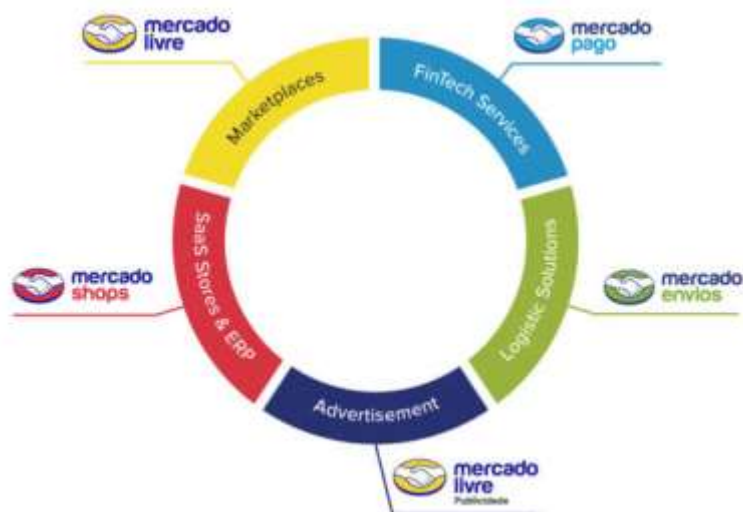 mercado
livre
mercado
pago
Marketplaces
FinTech Services
SaaS Stores & ERP
Logistic Solutions
mercado
shops
mercado
envios
Advertisement
mercado
livre
Publicidade